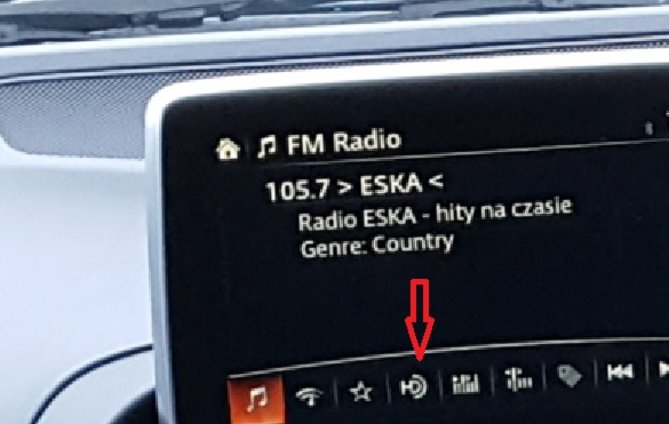 FM Radio
105.7 > ESKA <
Radio ESKA - hity na czasie
Genre: Country